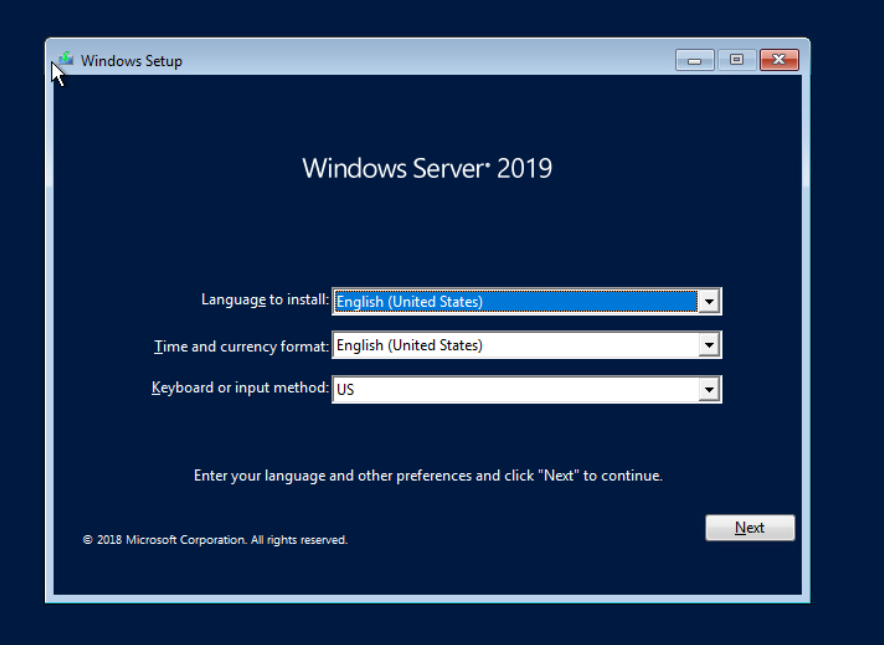 Windows Setup
Windows Server® 2019
Language to install: English (United States)
Time and currency format: English (United States)
Keyboard or input method: US
Enter your language and other preferences and click "Next" to continue.
Next
© 2018 Microsoft Corporation. All rights reserved.